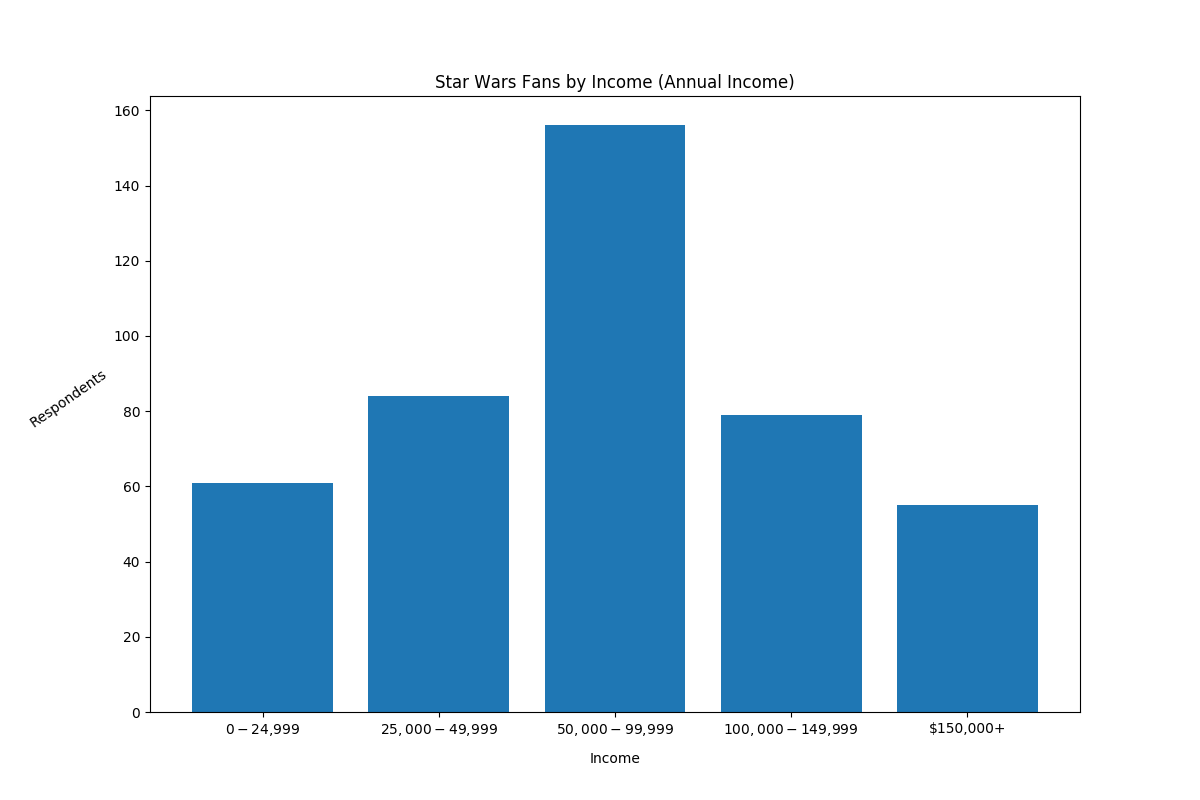 Star Wars Fans by Income (Annual Income)
160
140
120
100
80
60
40
20
0
Respondents
0 − 24,999
25, 000 − 49,999
50, 000 − 99,999
100, 000 − 149,999
$150,000+
Income